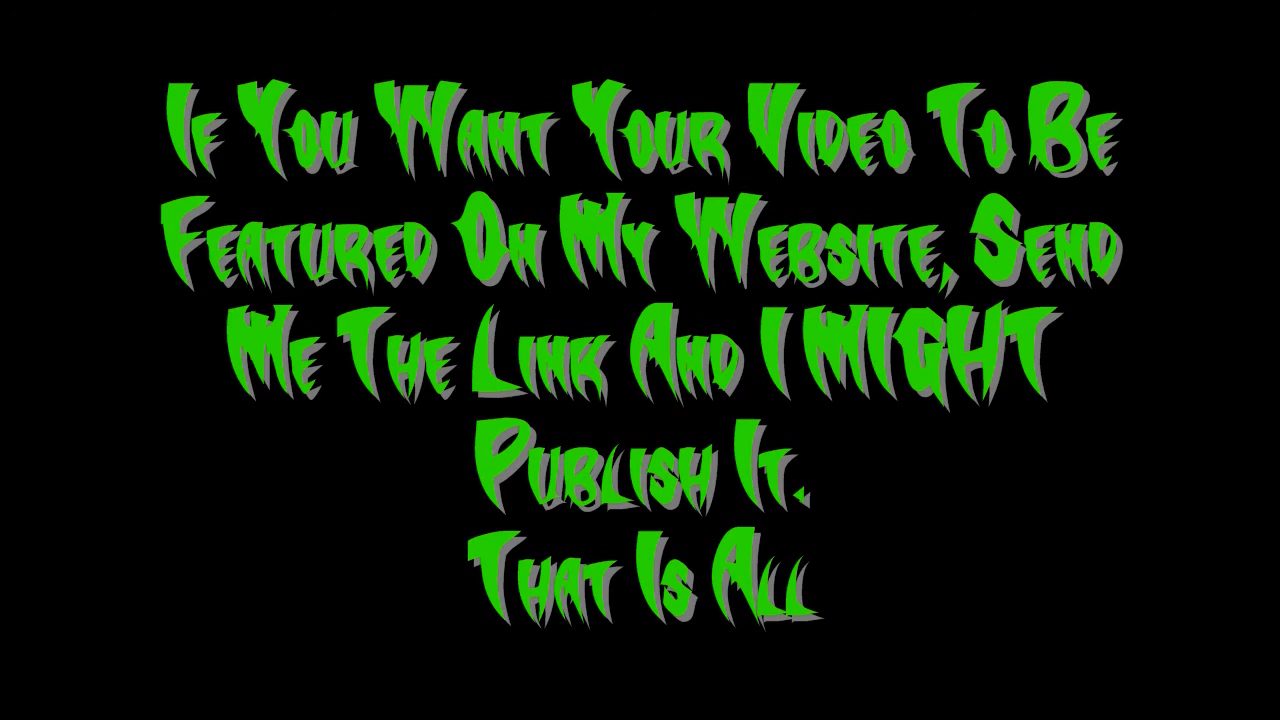 If You Want Your Video To Be
Featured On My Website, Send
Me The Link And I MIGHT
Publish It.
That Is All